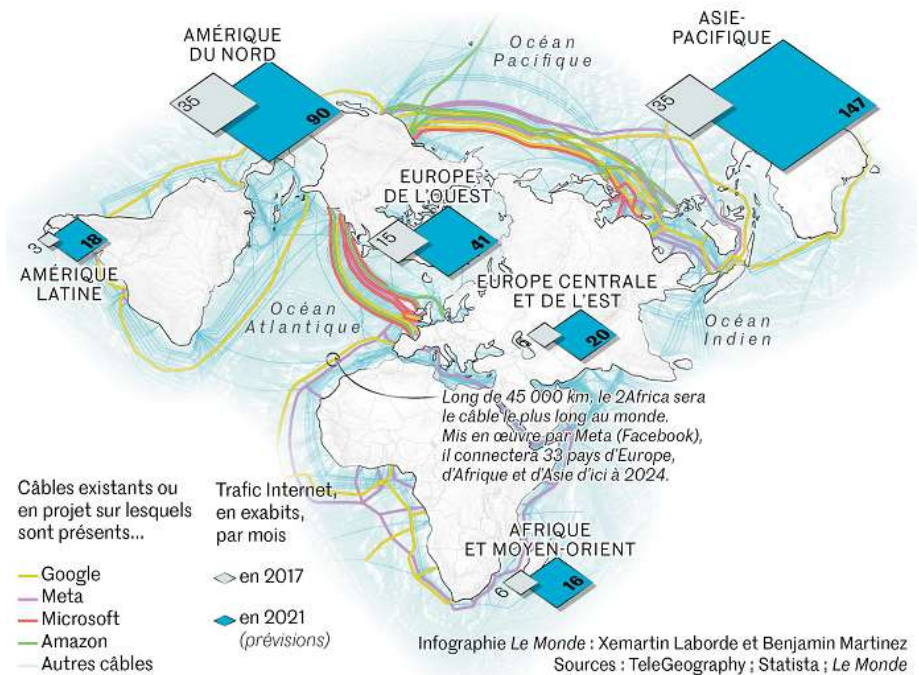 AMÉRIQUE
DU NORD
35
90
Océan
Pacifique
ASIE-
PACIFIQUE
35
147
EUROPE
DE L'OUEST
15
41
3
18
AMÉRIQUE
LATINE
Océan
Atlantique
EUROPE CENTRALE
ET DE L'EST
6
20
Océan
Indien
Long de 45 000 km, le 2Africa sera
le câble le plus long au monde.
Mis en œuvre par Meta (Facebook),
il connectera 33 pays d'Europe,
d'Afrique et d'Asie d'ici à 2024.
AFRIQUE
ET MOYEN-ORIENT
6
16
Câbles existants ou
en projet sur lesquels
sont présents...
Google
Meta
Microsoft
Amazon
Autres câbles
Trafic Internet,
en exabits,
par mois
en 2017
en 2021
(prévisions)
Infographie Le Monde : Xemartin Laborde et Benjamin Martinez
Sources : TeleGeography ; Statista ; Le Monde